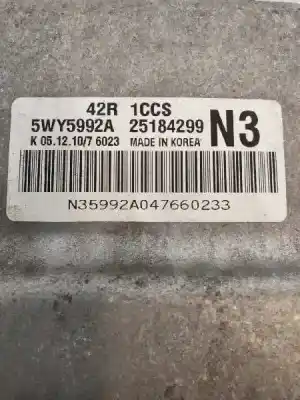 42R 1CCS
5WY5992A 25184299 N3
K 05.12.10/7 6023 MADE IN KOREA
N35992A047660233